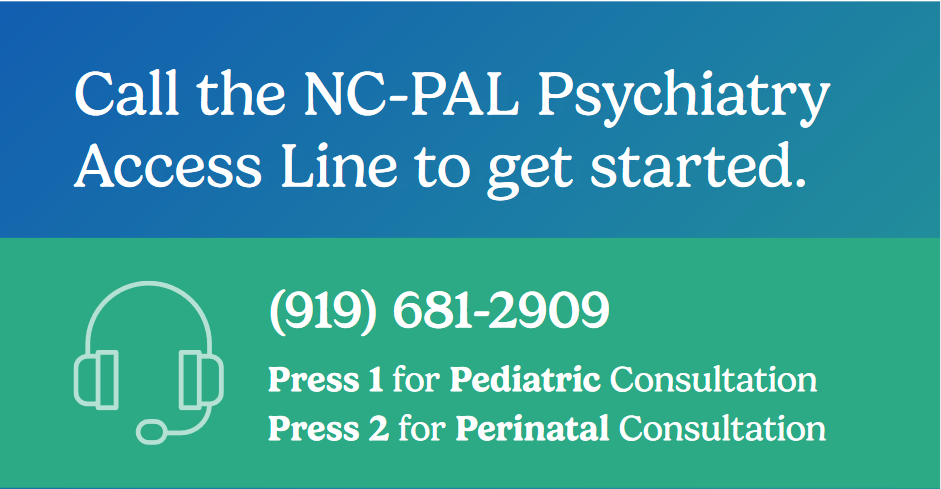 Call the NC-PAL Psychiatry
Access Line to get started.
(919) 681-2909
Press 1 for Pediatric Consultation
Press 2 for Perinatal Consultation